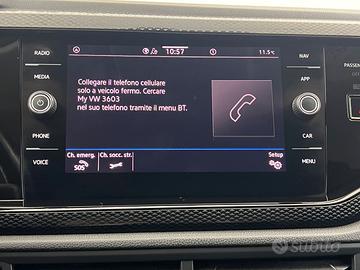 RADIO
10:57
11.5°C
NAV
MEDIA
APP
PASSEN
Collegare il telefono cellulare
solo a veicolo fermo. Cercare
My VW 3603
nel suo telefono tramite il menu BT.
PHONE
CAR
VOICE
MENU
Ch. emerg.
Ch. socc. str.
Setup
SOS
subito